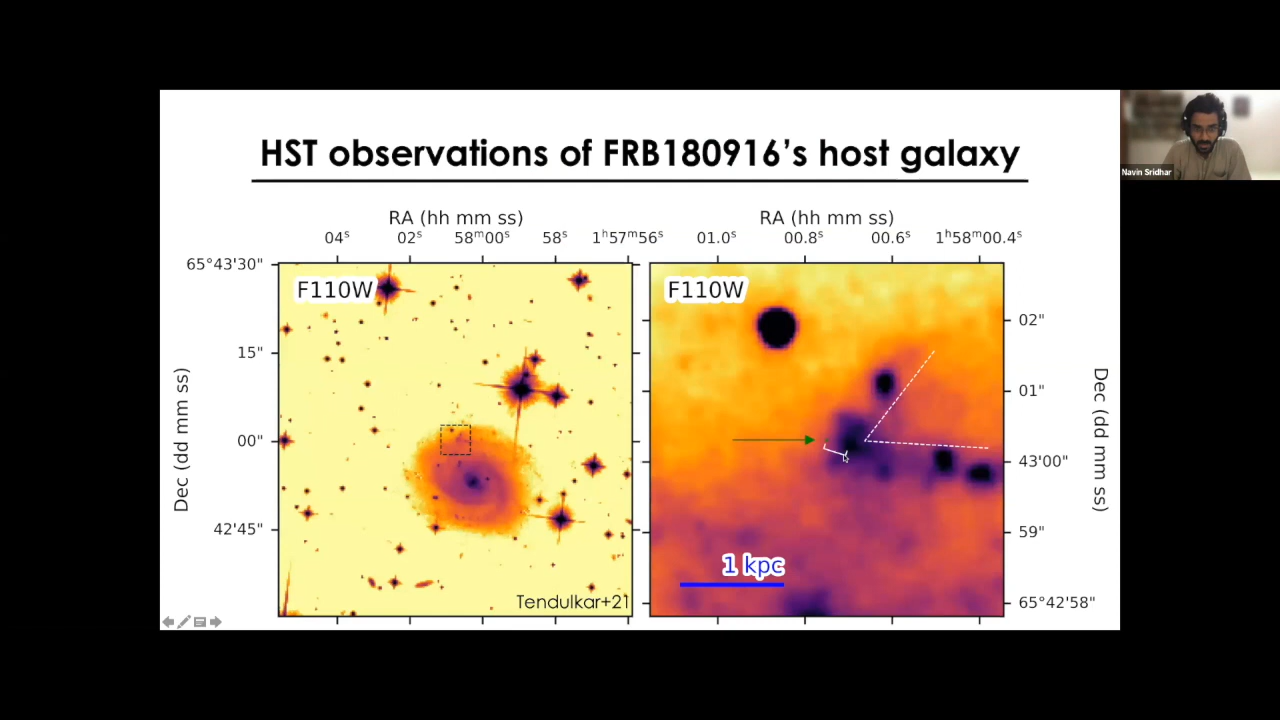 HST observations of FRB180916's host galaxy
RA (hh mm ss)
RA (hh mm ss)
04ˢ 02ˢ 58ᵐ00ˢ 58ˢ 1ʰ57ᵐ56ˢ
01.0ˢ 00.8ˢ 00.6ˢ 1ʰ58ᵐ00.4ˢ
65°43'30"
15"
00"
42'45"
Dec (dd mm ss)
F110W
Tendulkar+21
F110W
1 kpc
02"
01"
43'00"
59"
65°42'58"
Dec (dd mm ss)
Navin Sridhar